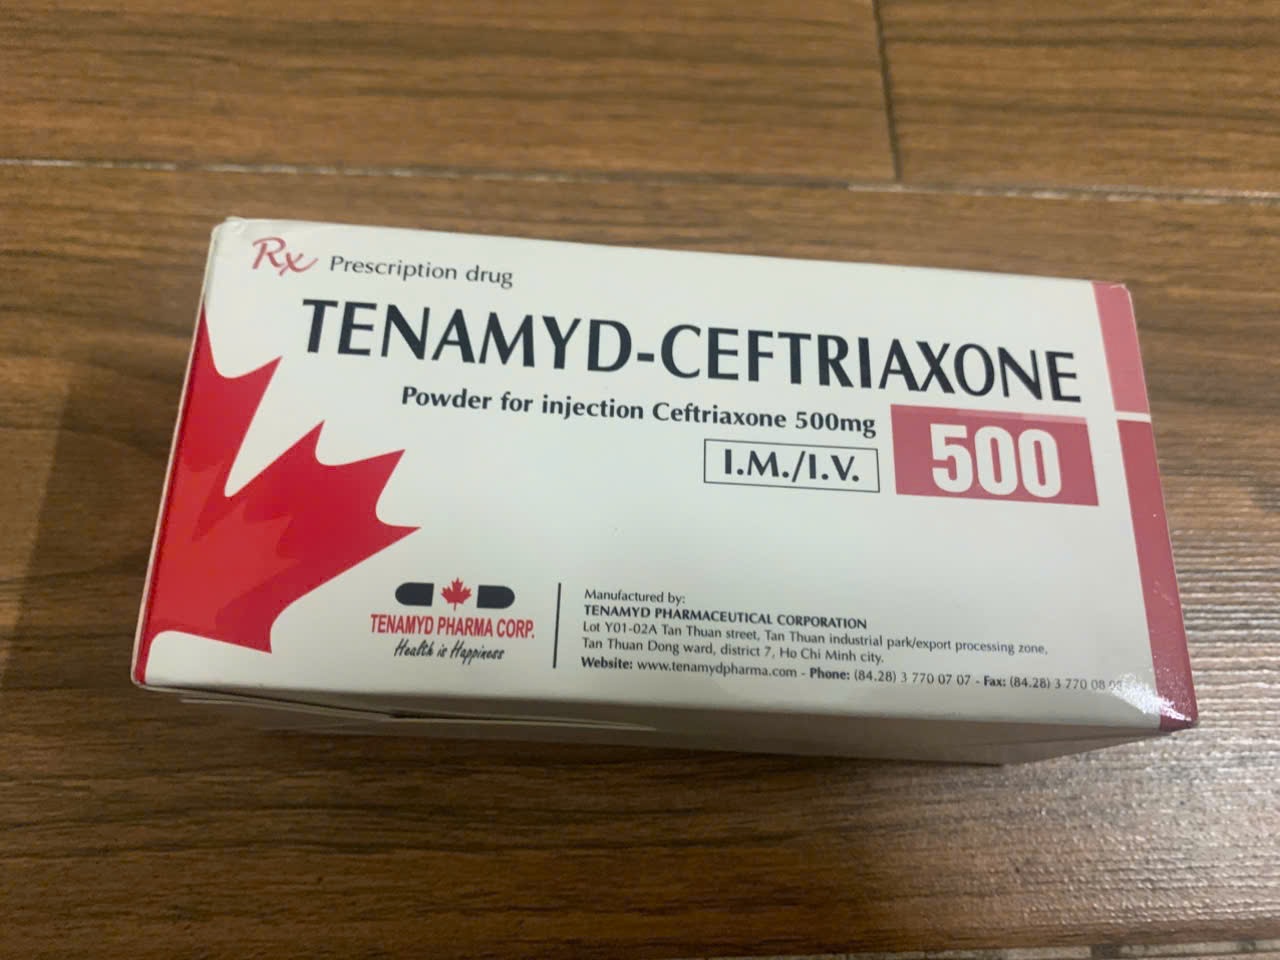 Rx Prescription drug
TENAMYD-CEFTRIAXONE
Powder for injection Ceftriaxone 500mg
500
I.M./I.V.
TENAMYD PHARMA CORP.
Health is Happiness
Manufactured by:
TENAMYD PHARMACEUTICAL CORPORATION
Lot Y01-02A Tan Thuan street, Tan Thuan industrial park/export processing zone,
Tan Thuan Dong ward, district 7, Ho Chi Minh city.
Website: www.tenamydpharma.com - Phone: (84.28) 3 770 07 07 - Fax: (84.28) 3 770 08